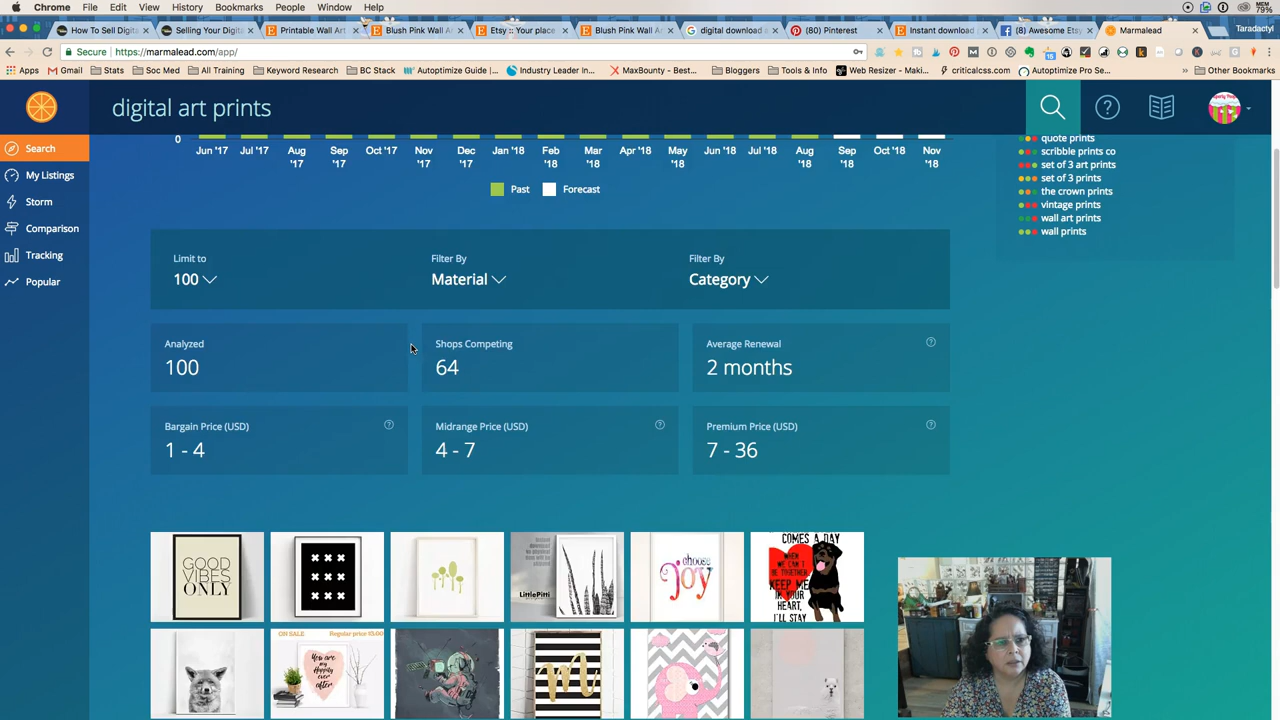 Chrome File Edit View History Bookmarks People Window Help
79%
How To Sell Digita
Selling Your Digita
Printable Wall Art
Blush Pink Wall Ar
Etsy :: Your place
Blush Pink Wall An
digital download d
(80) Pinterest
Instant download
(8) Awesome Etsy
Marmalead
Taradactyl
Secure https://marmalead.com/app/
Apps Gmail Stats Soc Med All Training Keyword Research BC Stack Autoptimize Guide |... Industry Leader In... MaxBounty - Best... Bloggers Tools & Info Web Resizer - Maki... criticalcss.com Autoptimize Pro Se... » Other Bookmarks
digital art prints
Search
My Listings
Storm
Comparison
Tracking
Popular
0
Jun '17 Jul '17 Aug '17 Sep '17 Oct '17 Nov '17 Dec '17 Jan '18 Feb '18 Mar '18 Apr '18 May '18 Jun '18 Jul '18 Aug '18 Sep '18 Oct '18 Nov '18
Past Forecast
quote prints
scribble prints co
set of 3 art prints
set of 3 prints
the crown prints
vintage prints
wall art prints
wall prints
Limit to
100
Filter By
Material
Filter By
Category
Analyzed
100
Shops Competing
64
Average Renewal
2 months
Bargain Price (USD)
1 - 4
Midrange Price (USD)
4 - 7
Premium Price (USD)
7 - 36
GOOD
VIBES
ONLY
LittlePitti
choose
Joy
COMES A DAY
WHEN
WE CAN'T
BE TOGETHER
KEEP ME
IN YOUR
HEART,
I'LL STAY
ON SALE Regular price $5.00
You are
my
happily
ever
after
M